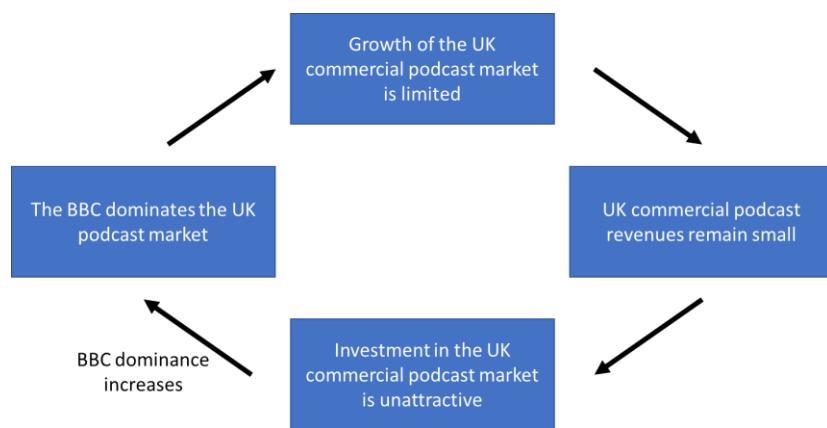 Growth of the UK
commercial podcast market
is limited
The BBC dominates the UK
podcast market
UK commercial podcast
revenues remain small
BBC dominance
increases
Investment in the UK
commercial podcast market
is unattractive